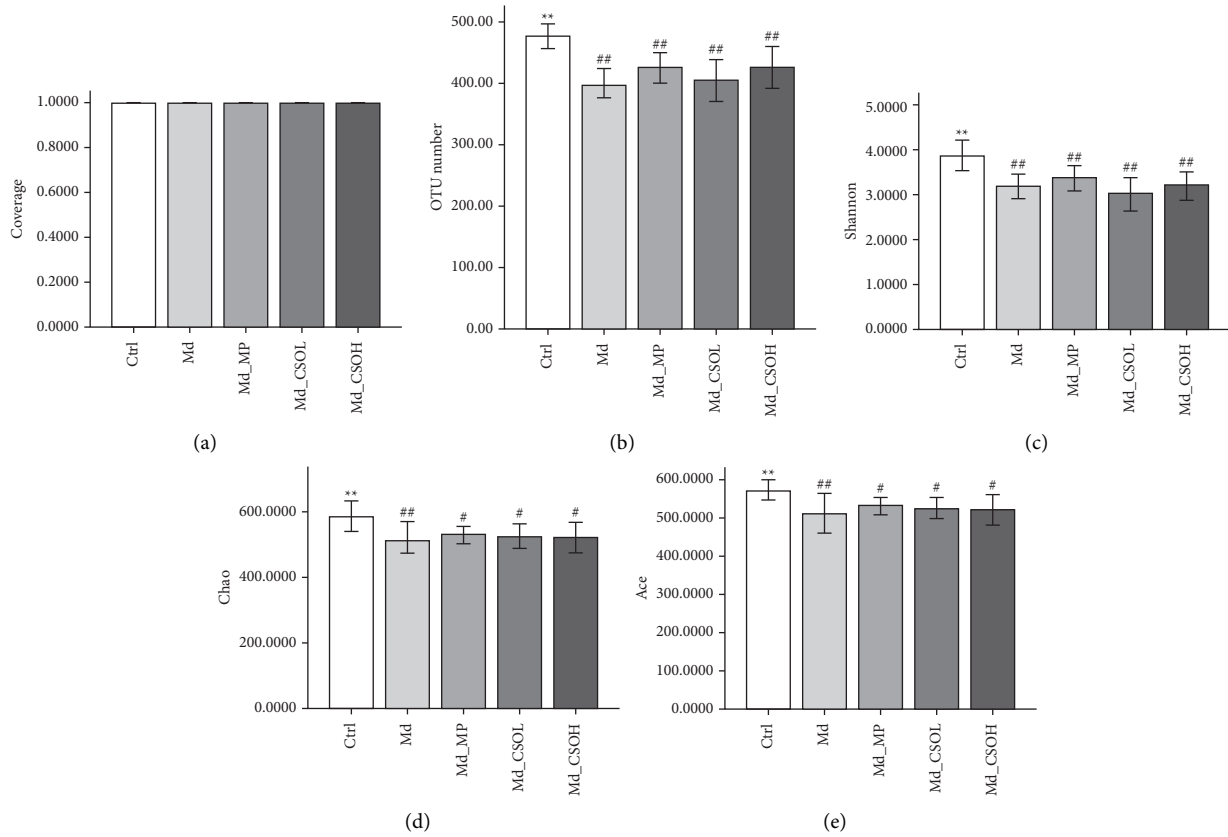 Coverage
1.0000
0.8000
0.6000
0.4000
0.2000
0.0000
Ctrl
Md
Md_MP
Md_CSOL
Md_CSOH
(a)
OTU number
500.00
400.00
300.00
200.00
100.00
0.00
**
##
##
##
##
Ctrl
Md
Md_MP
Md_CSOL
Md_CSOH
(b)
Shannon
5.0000
4.0000
3.0000
2.0000
1.0000
0.0000
**
##
##
##
##
Ctrl
Md
Md_MP
Md_CSOL
Md_CSOH
(c)
Chao
600.0000
400.0000
200.0000
0.0000
**
##
#
#
#
Ctrl
Md
Md_MP
Md_CSOL
Md_CSOH
(d)
Ace
600.0000
500.0000
400.0000
300.0000
200.0000
100.0000
0.0000
**
##
#
#
#
Ctrl
Md
Md_MP
Md_CSOL
Md_CSOH
(e)